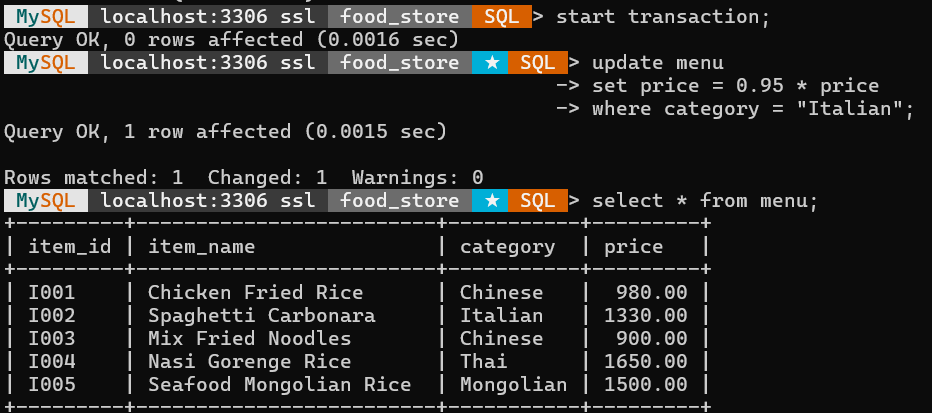 MySQL localhost:3306 ssl food_store SQL> start transaction;
Query OK, 0 rows affected (0.0016 sec)
MySQL localhost:3306 ssl food_store ★ SQL> update menu
-> set price = 0.95 * price
-> where category = "Italian";
Query OK, 1 row affected (0.0015 sec)
Rows matched: 1  Changed: 1  Warnings: 0
MySQL localhost:3306 ssl food_store ★ SQL> select * from menu;
+---------+-------------------------+-----------+---------+
| item_id | item_name               | category  | price   |
+---------+-------------------------+-----------+---------+
| I001    | Chicken Fried Rice      | Chinese   |  980.00 |
| I002    | Spaghetti Carbonara     | Italian   | 1330.00 |
| I003    | Mix Fried Noodles       | Chinese   |  900.00 |
| I004    | Nasi Gorenge Rice       | Thai      | 1650.00 |
| I005    | Seafood Mongolian Rice  | Mongolian | 1500.00 |
+---------+-------------------------+-----------+---------+